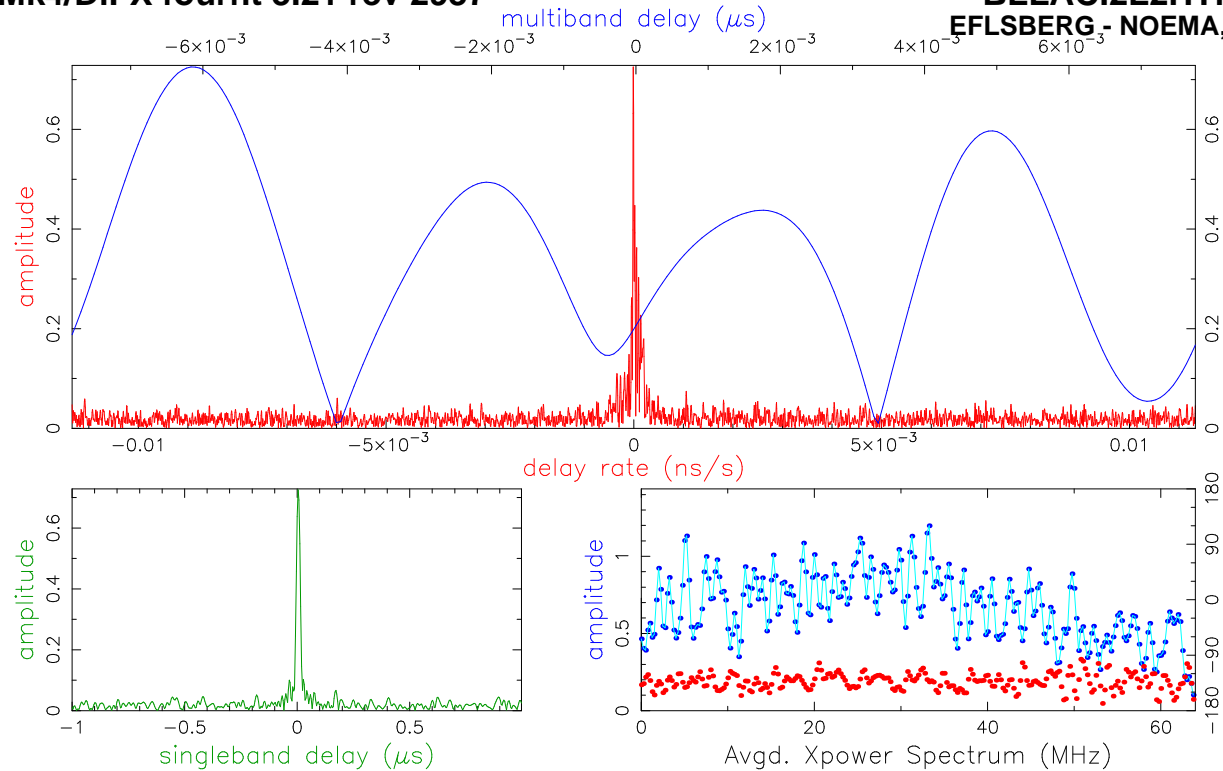 multiband delay (μs)
EFLSBERG - NOEMA,
−6×10⁻³ −4×10⁻³ −2×10⁻³ 0 2×10⁻³ 4×10⁻³ 6×10⁻³
amplitude
0 0.2 0.4 0.6
0 0.2 0.4 0.6
−0.01 −5×10⁻³ 0 5×10⁻³ 0.01
delay rate (ns/s)
amplitude
0 0.2 0.4 0.6
−1 −0.5 0 0.5
singleband delay (μs)
amplitude
0 0.5 1
−180 −90 0 90 180
0 20 40 60
Avgd. Xpower Spectrum (MHz)